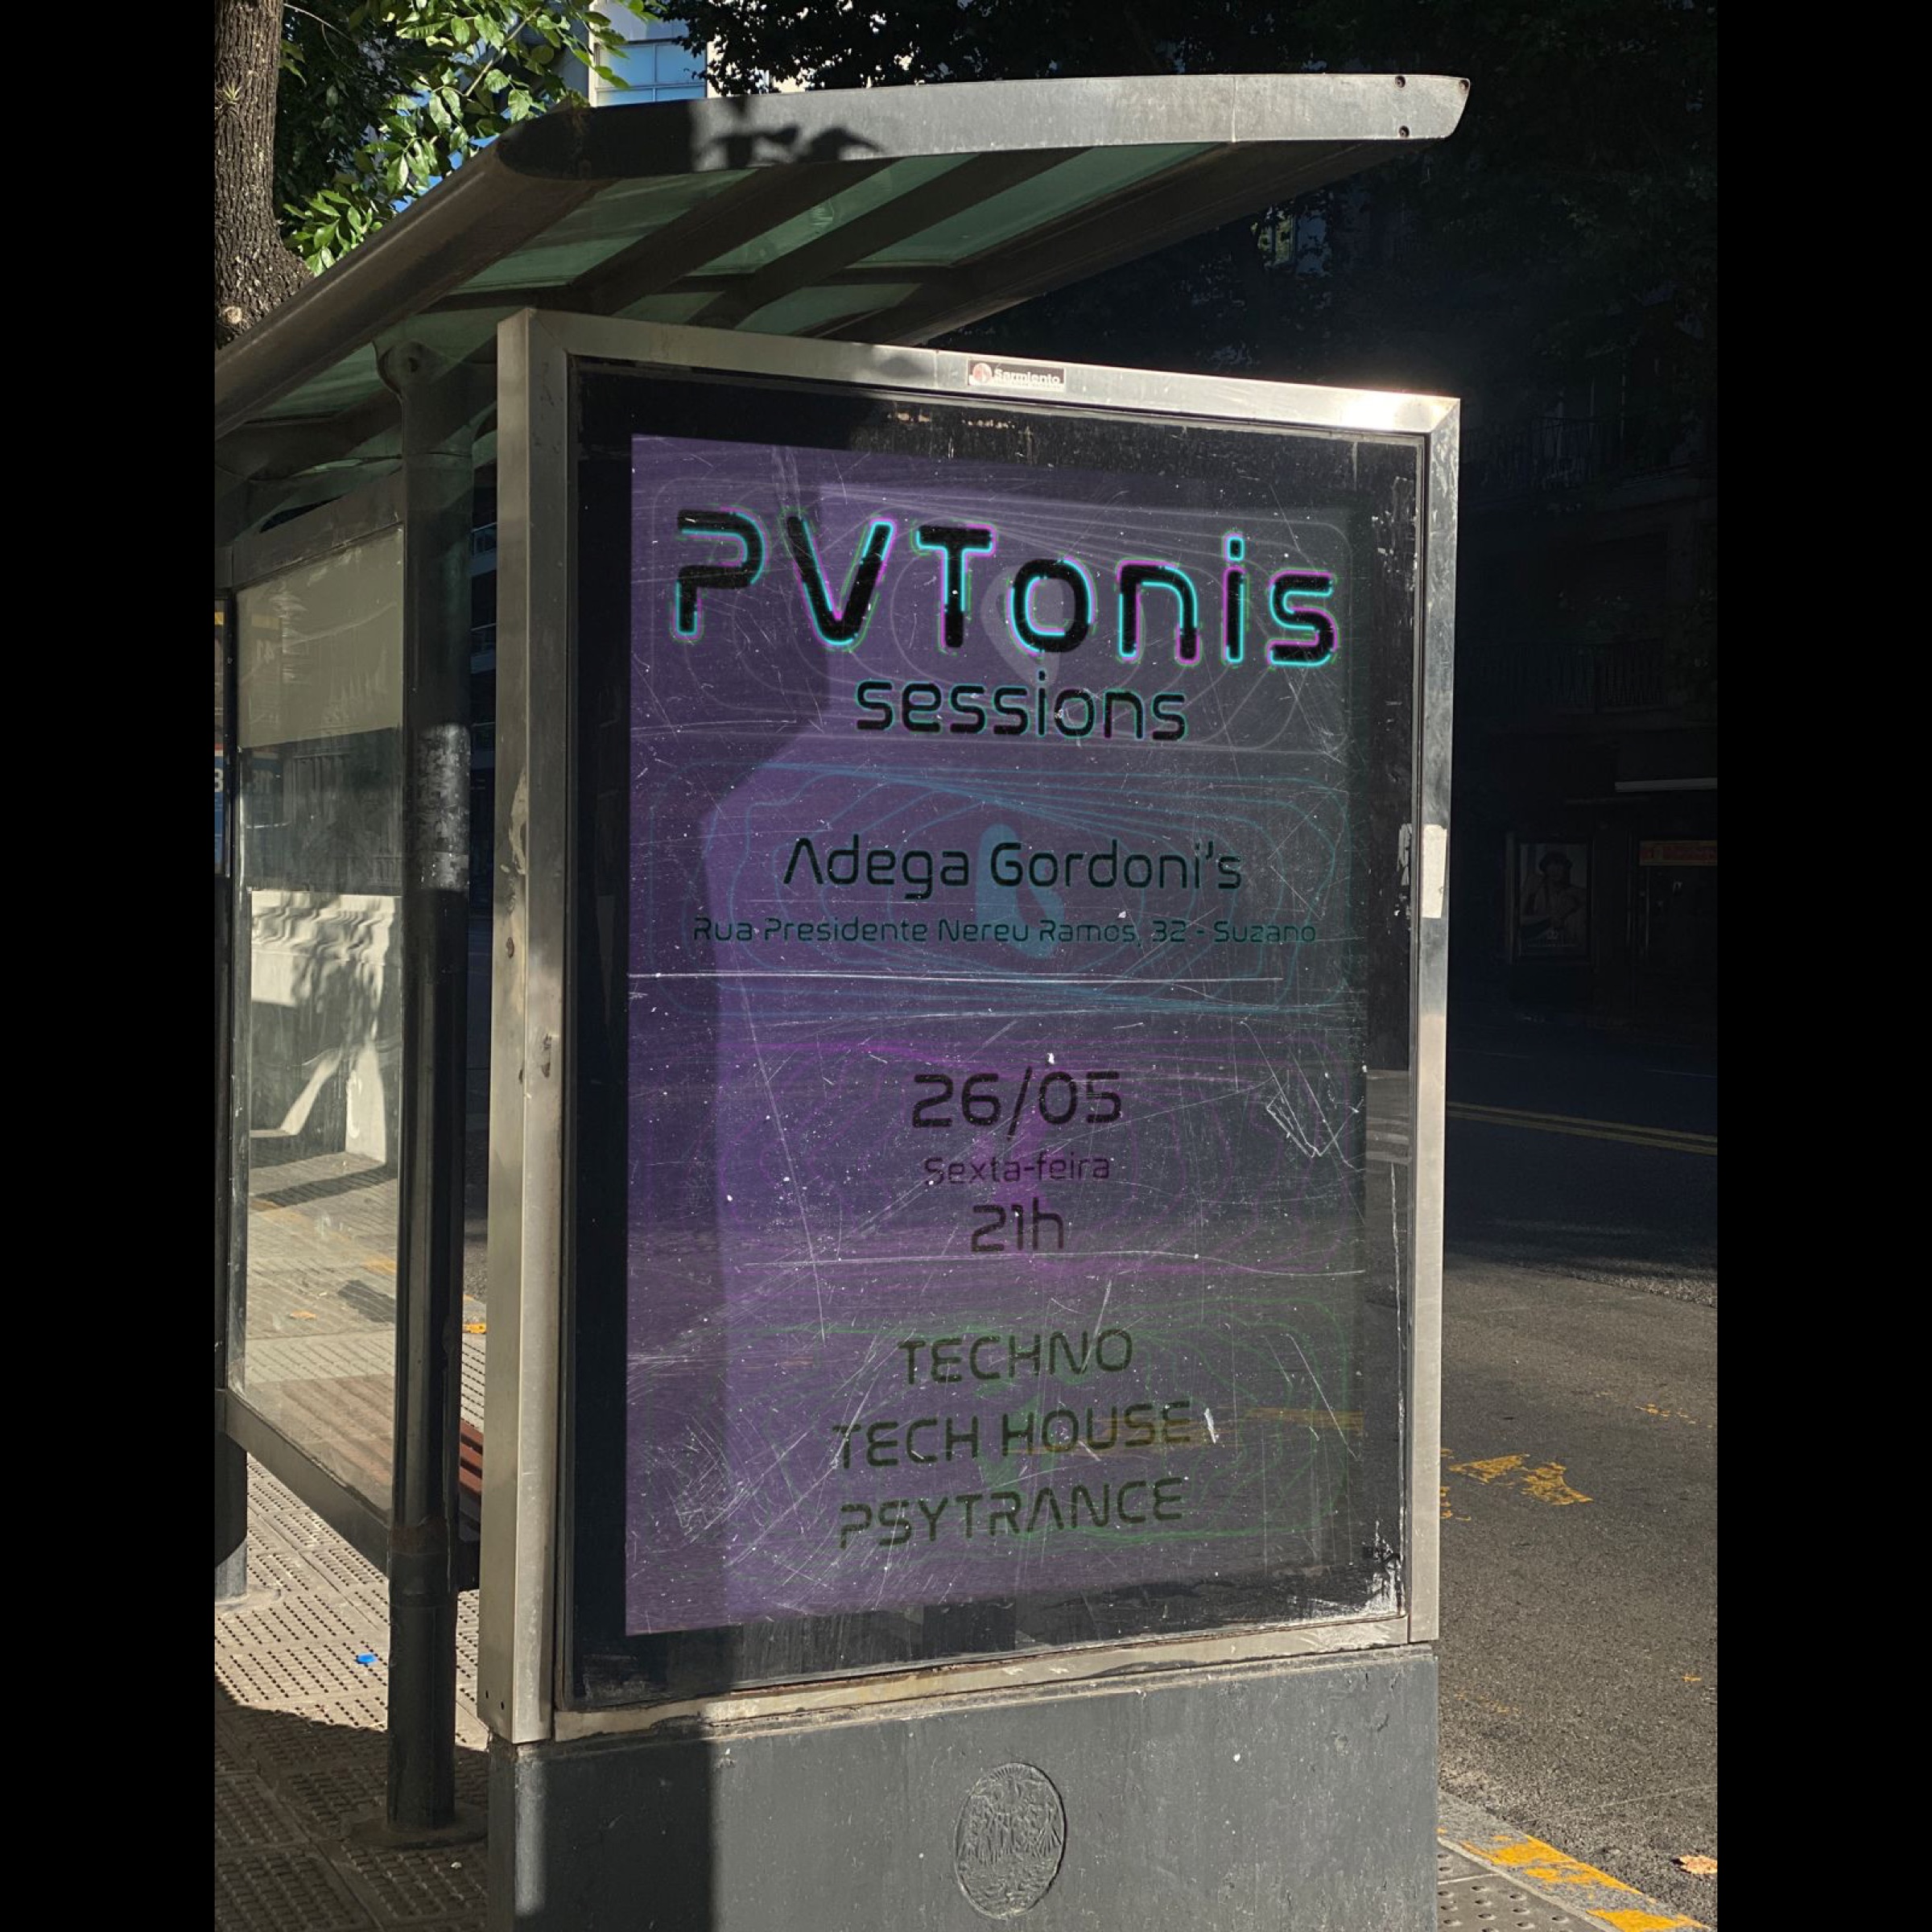 Sarmiento
PVTonis
sessions
Adega Gordoni's
Rua Presidente Nereu Ramos, 32 - Suzano
26/05
Sexta-feira
21h
TECHNO
TECH HOUSE
PSYTRANCE